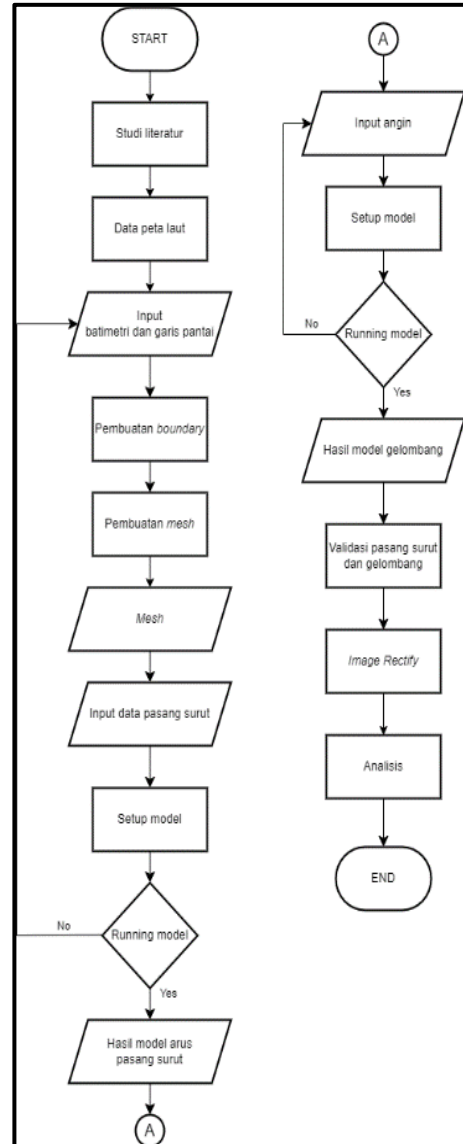 START
Studi literatur
Data peta laut
Input
batimetri dan garis pantai
Pembuatan boundary
Pembuatan mesh
Mesh
Input data pasang surut
Setup model
Running model
No
Yes
Hasil model arus
pasang surut
A
A
Input angin
Setup model
Running model
No
Yes
Hasil model gelombang
Validasi pasang surut
dan gelombang
Image Rectify
Analisis
END